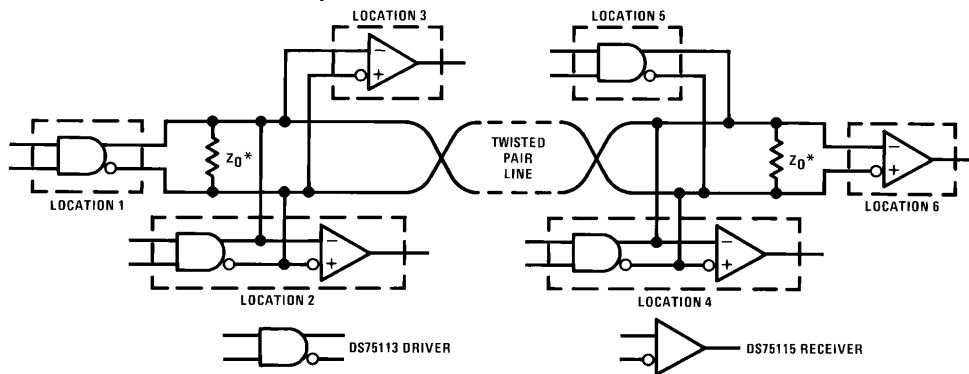 LOCATION 3
LOCATION 5
−
+
Z0*
TWISTED
PAIR
LINE
Z0*
−
+
LOCATION 1
LOCATION 6
−
+
−
+
LOCATION 2
LOCATION 4
DS75113 DRIVER
DS75115 RECEIVER